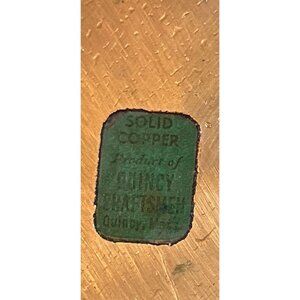 SOLID
COPPER
Product of
QUINCY
CRAFTSMEN
Quincy, Mass.